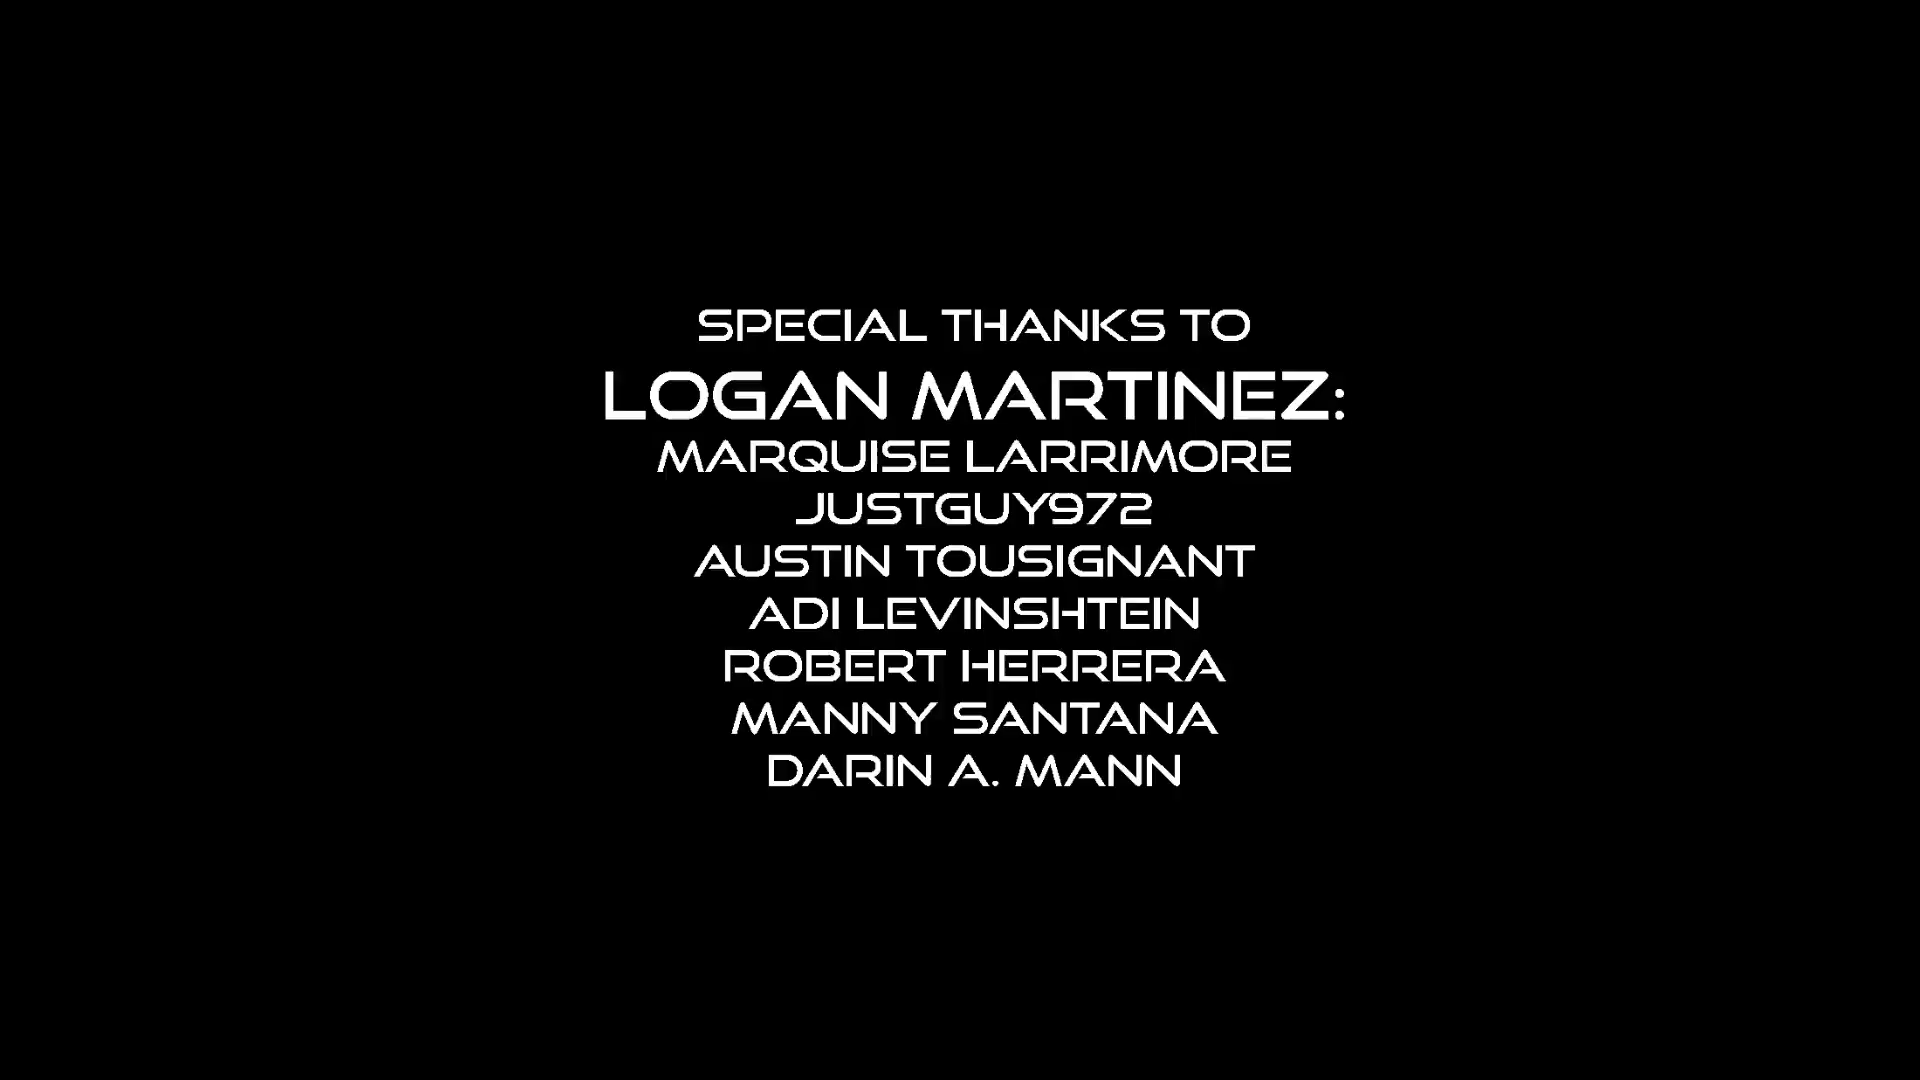 SPECIAL THANKS TO
LOGAN MARTINEZ:
MARQUISE LARRIMORE
JUSTGUY972
AUSTIN TOUSIGNANT
ADI LEVINSHTEIN
ROBERT HERRERA
MANNY SANTANA
DARIN A. MANN